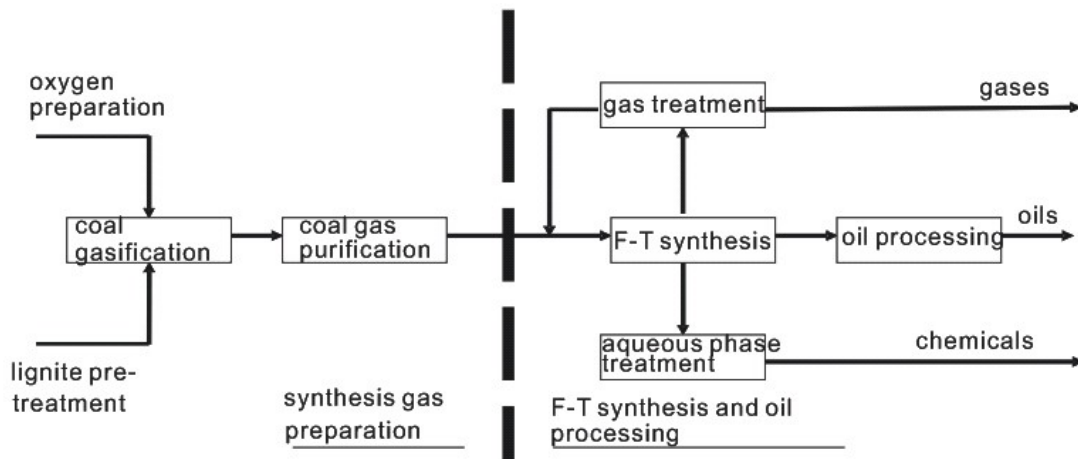 oxygen
preparation
gas treatment
gases
coal
gasification
coal gas
purification
F-T synthesis
oil processing
oils
lignite pre-
treatment
aqueous phase
treatment
chemicals
synthesis gas
preparation
F-T synthesis and oil
processing